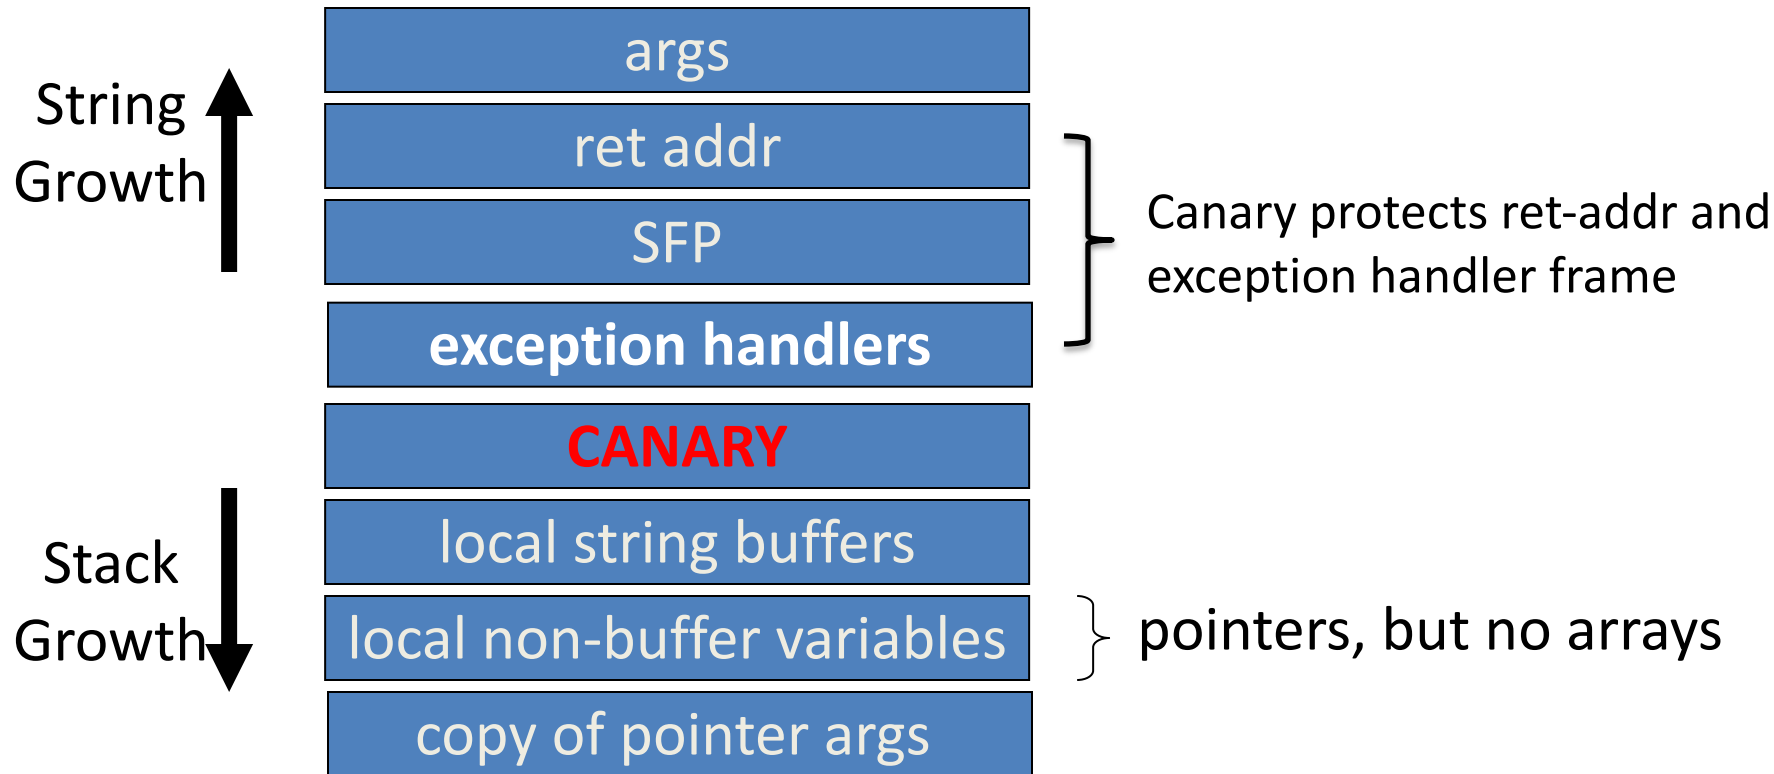 args
String
Growth
ret addr
SFP
Canary protects ret-addr and
exception handler frame
exception handlers
CANARY
local string buffers
Stack
Growth
local non-buffer variables
pointers, but no arrays
copy of pointer args